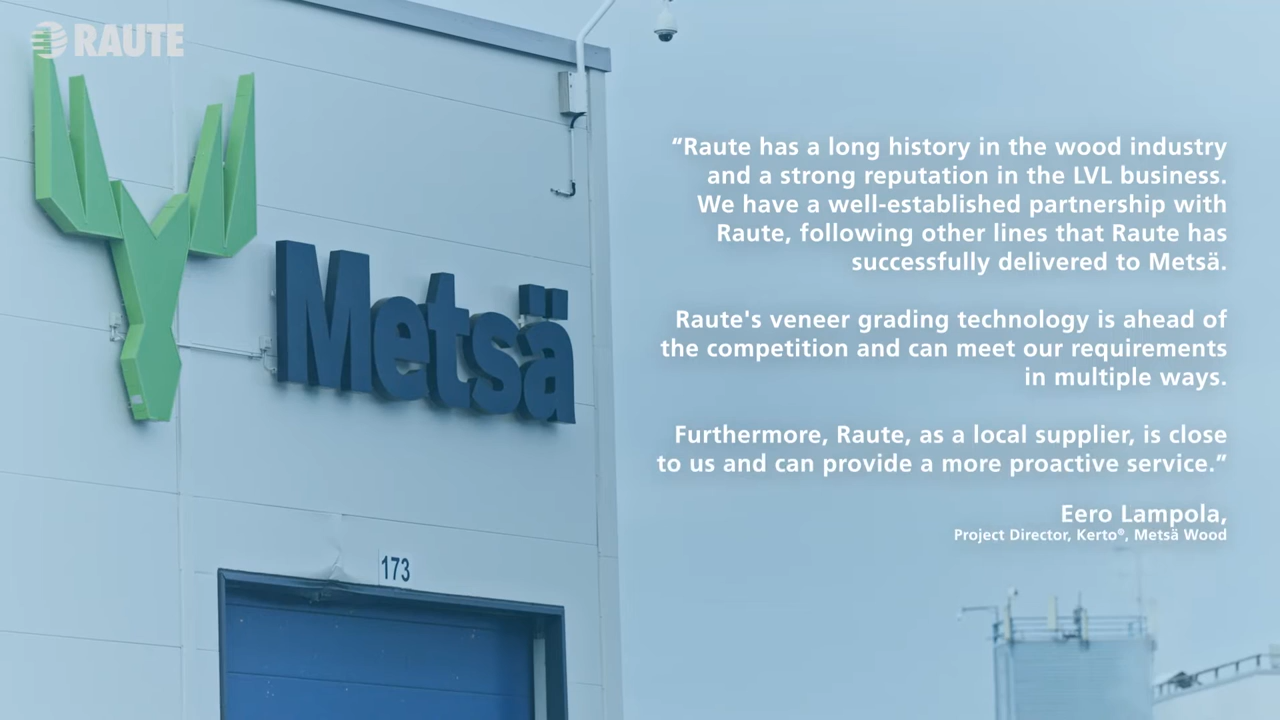 RAUTE
Metsä
173
“Raute has a long history in the wood industry
and a strong reputation in the LVL business.
We have a well-established partnership with
Raute, following other lines that Raute has
successfully delivered to Metsä.
Raute's veneer grading technology is ahead of
the competition and can meet our requirements
in multiple ways.
Furthermore, Raute, as a local supplier, is close
to us and can provide a more proactive service.”
Eero Lampola,
Project Director, Kerto®, Metsä Wood